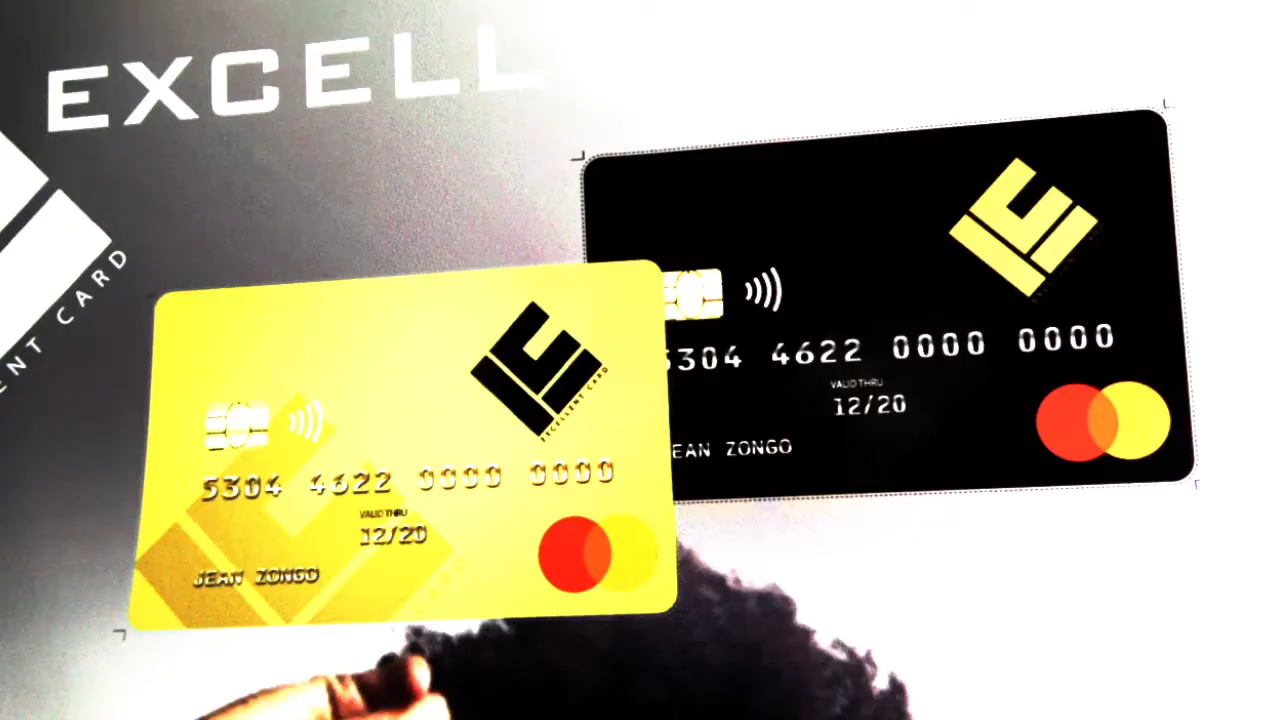 EXCELL
ENT CARD
5304 4622 0000 0000
VALID THRU
12/20
EAN ZONGO
EXCELLENT CARD
5304 4622 0000 0000
VALID THRU
12/20
JEAN ZONGO